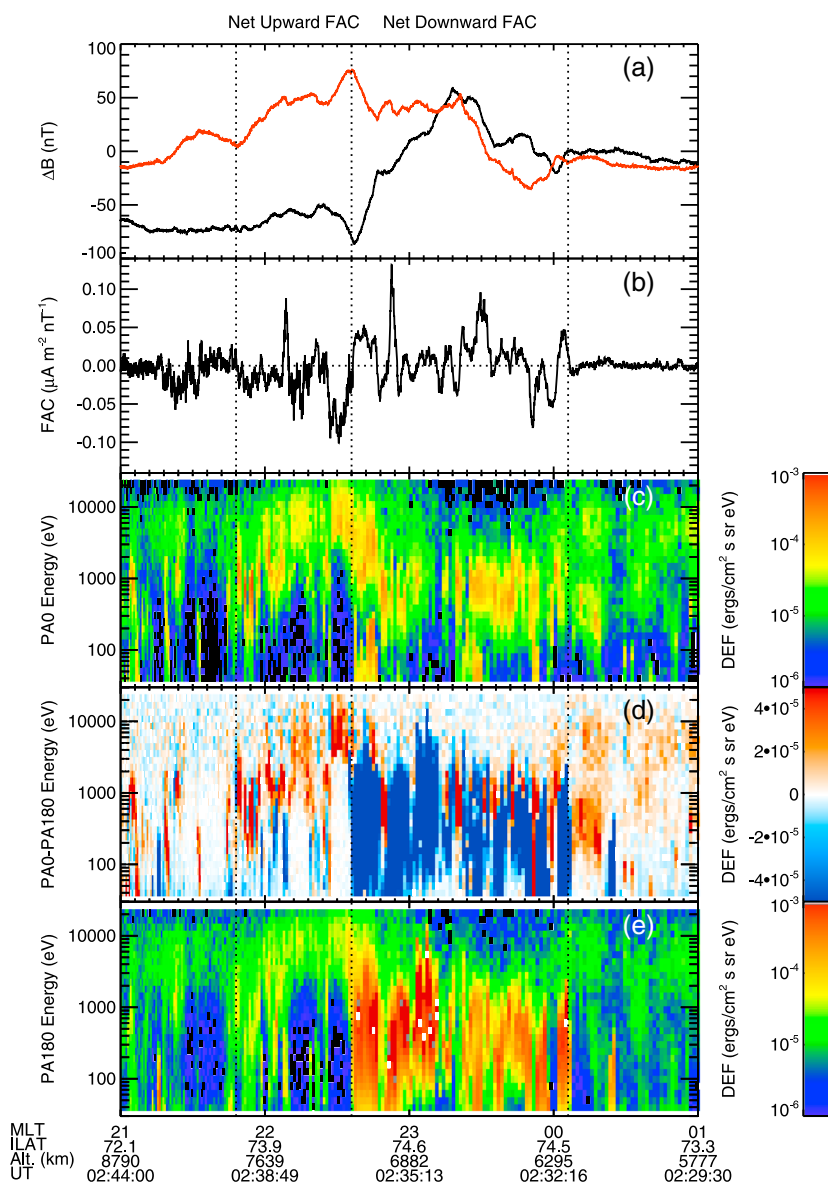 Net Upward FAC Net Downward FAC
(a)
100
50
0
-50
-100
ΔB (nT)
(b)
0.10
0.05
0.00
-0.05
-0.10
FAC (μA m⁻² nT⁻¹)
(c)
10000
1000
100
PA0 Energy (eV)
10⁻³
10⁻⁴
10⁻⁵
10⁻⁶
DEF (ergs/cm² s sr eV)
(d)
10000
1000
100
PA0-PA180 Energy (eV)
4•10⁻⁵
2•10⁻⁵
0
-2•10⁻⁵
-4•10⁻⁵
DEF (ergs/cm² s sr eV)
(e)
10000
1000
100
PA180 Energy (eV)
10⁻³
10⁻⁴
10⁻⁵
10⁻⁶
DEF (ergs/cm² s sr eV)
MLT 21 22 23 00 01
ILAT 72.1 73.9 74.6 74.5 73.3
Alt. (km) 8790 7639 6882 6295 5777
UT 02:44:00 02:38:49 02:35:13 02:32:16 02:29:30